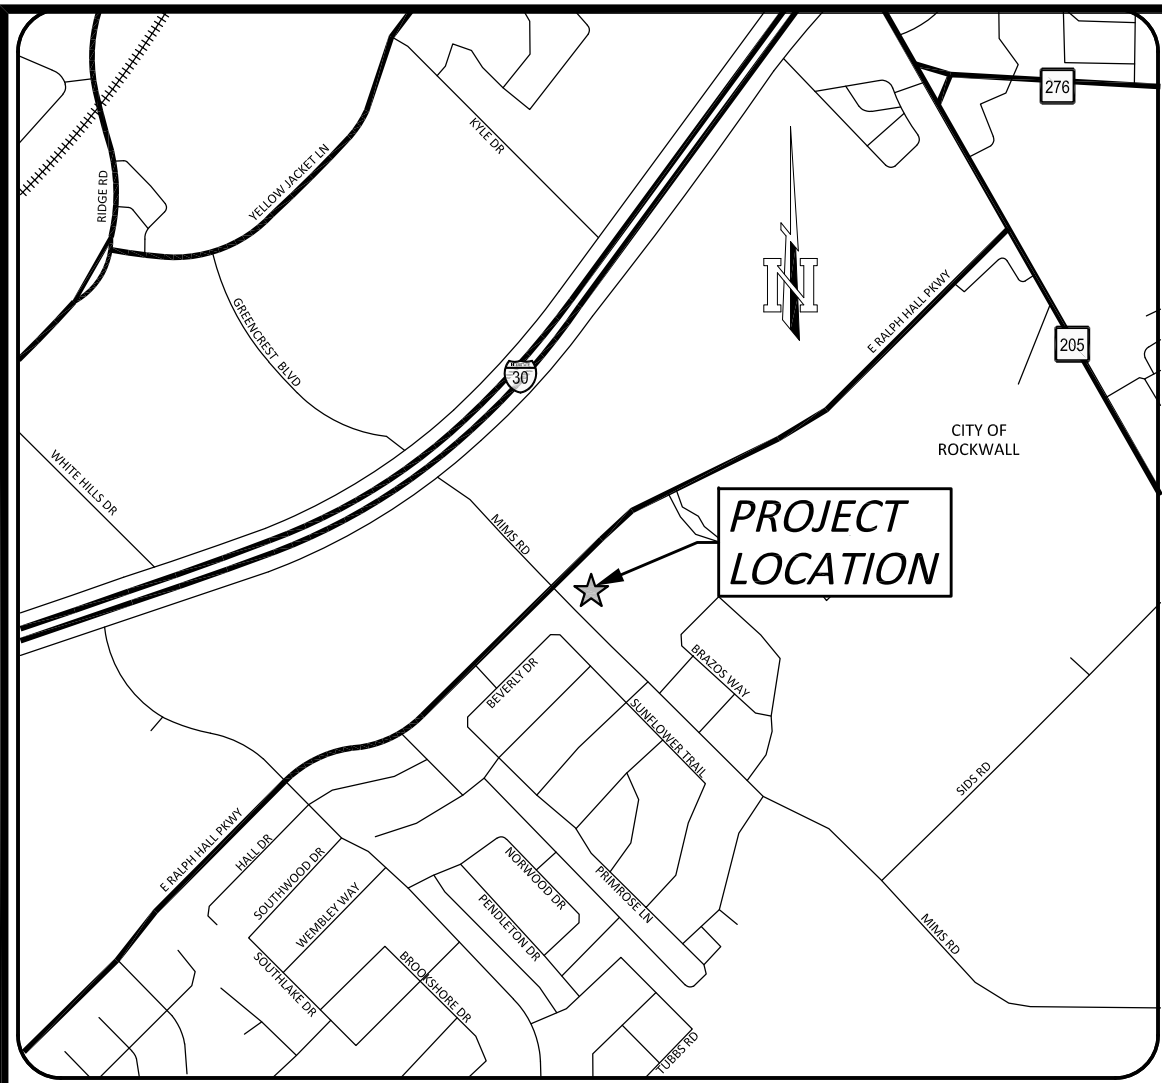 276
KYLE DR
YELLOW JACKET LN
RIDGE RD
N
E RALPH HALL PKWY
GREENCREST BLVD
205
30
CITY OF
ROCKWALL
WHITE HILLS DR
MIMS RD
PROJECT
LOCATION
BRAZOS WAY
BEVERLY DR
SUNFLOWER TRAIL
SIDS RD
E RALPH HALL PKWY
HALL DR
SOUTHWOOD DR
WEMBLEY WAY
NORWOOD DR
PRIMROSE LN
PENDLETON DR
MIMS RD
SOUTHLAKE DR
BROOKSHORE DR
TUBBS RD